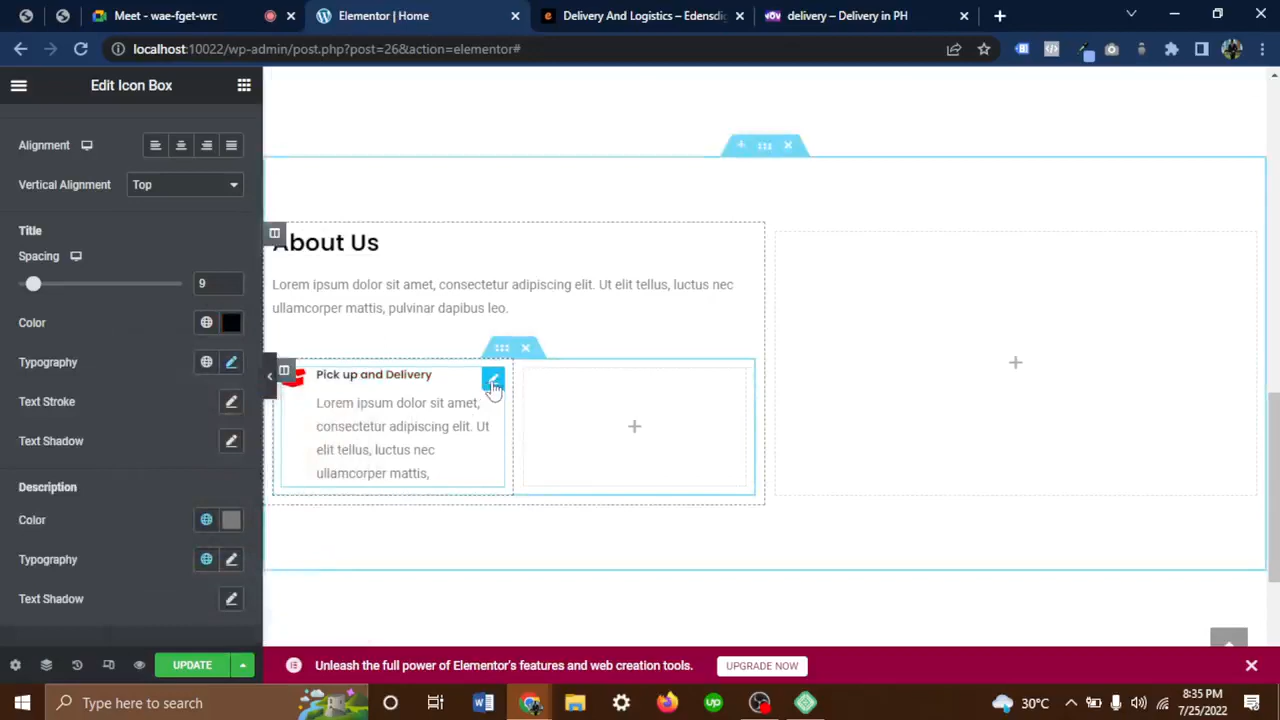 Meet - wae-fget-wrc
Elementor | Home
Delivery And Logistics – Edensdig
delivery – Delivery in PH
localhost:10022/wp-admin/post.php?post=26&action=elementor#
Edit Icon Box
Alignment
Vertical Alignment
Top
Title
Spacing
9
Color
Typography
Text Stroke
Text Shadow
Description
Color
Typography
Text Shadow
UPDATE
About Us
Lorem ipsum dolor sit amet, consectetur adipiscing elit. Ut elit tellus, luctus nec
ullamcorper mattis, pulvinar dapibus leo.
Pick up and Delivery
Lorem ipsum dolor sit amet,
consectetur adipiscing elit. Ut
elit tellus, luctus nec
ullamcorper mattis,
Unleash the full power of Elementor's features and web creation tools.
UPGRADE NOW
Type here to search
30°C
8:35 PM
7/25/2022